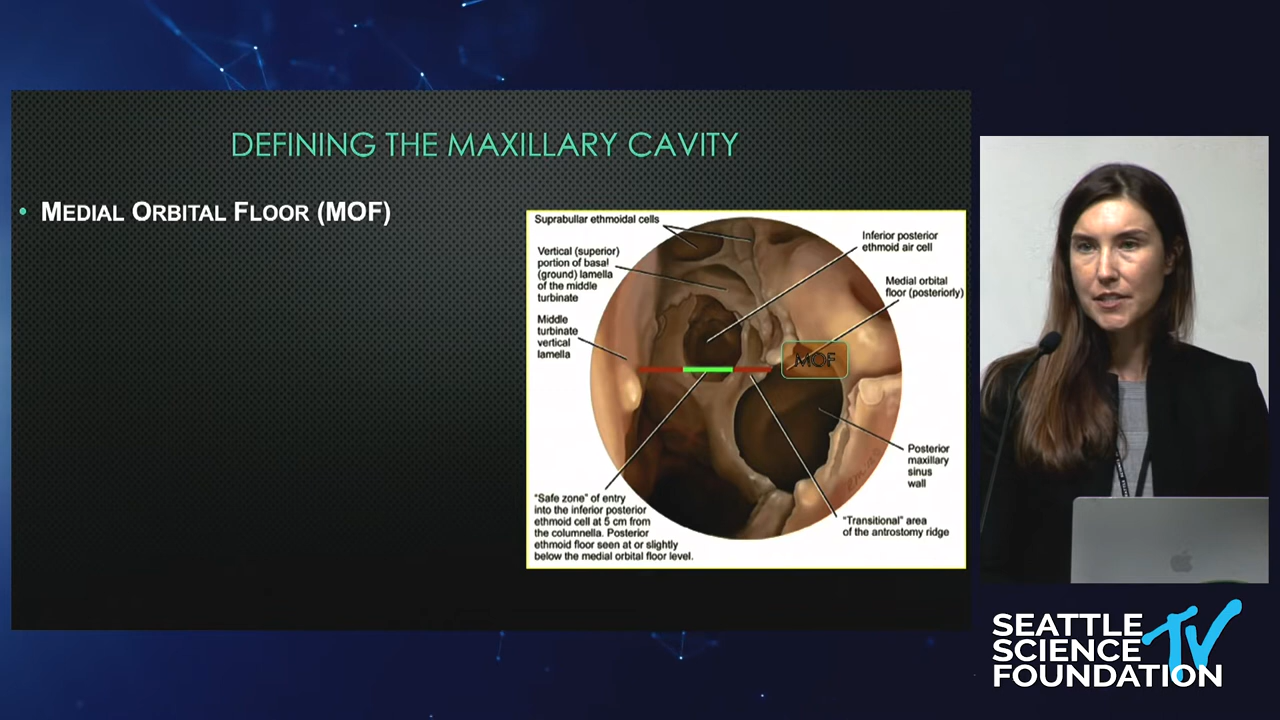 DEFINING THE MAXILLARY CAVITY
• MEDIAL ORBITAL FLOOR (MOF)
Suprabullar ethmoidal cells
Vertical (superior)
portion of basal
(ground) lamella
of the middle
turbinate
Middle
turbinate
vertical
lamella
Inferior posterior
ethmoid air cell
Medial orbital
floor (posteriorly)
MOF
Posterior
maxillary
sinus
wall
"Safe zone" of entry
into the inferior posterior
ethmoid cell at 5 cm from
the columnella. Posterior
ethmoid floor seen at or slightly
below the medial orbital floor level.
"Transitional" area
of the antrostomy ridge
SEATTLE
SCIENCE
FOUNDATION
TV